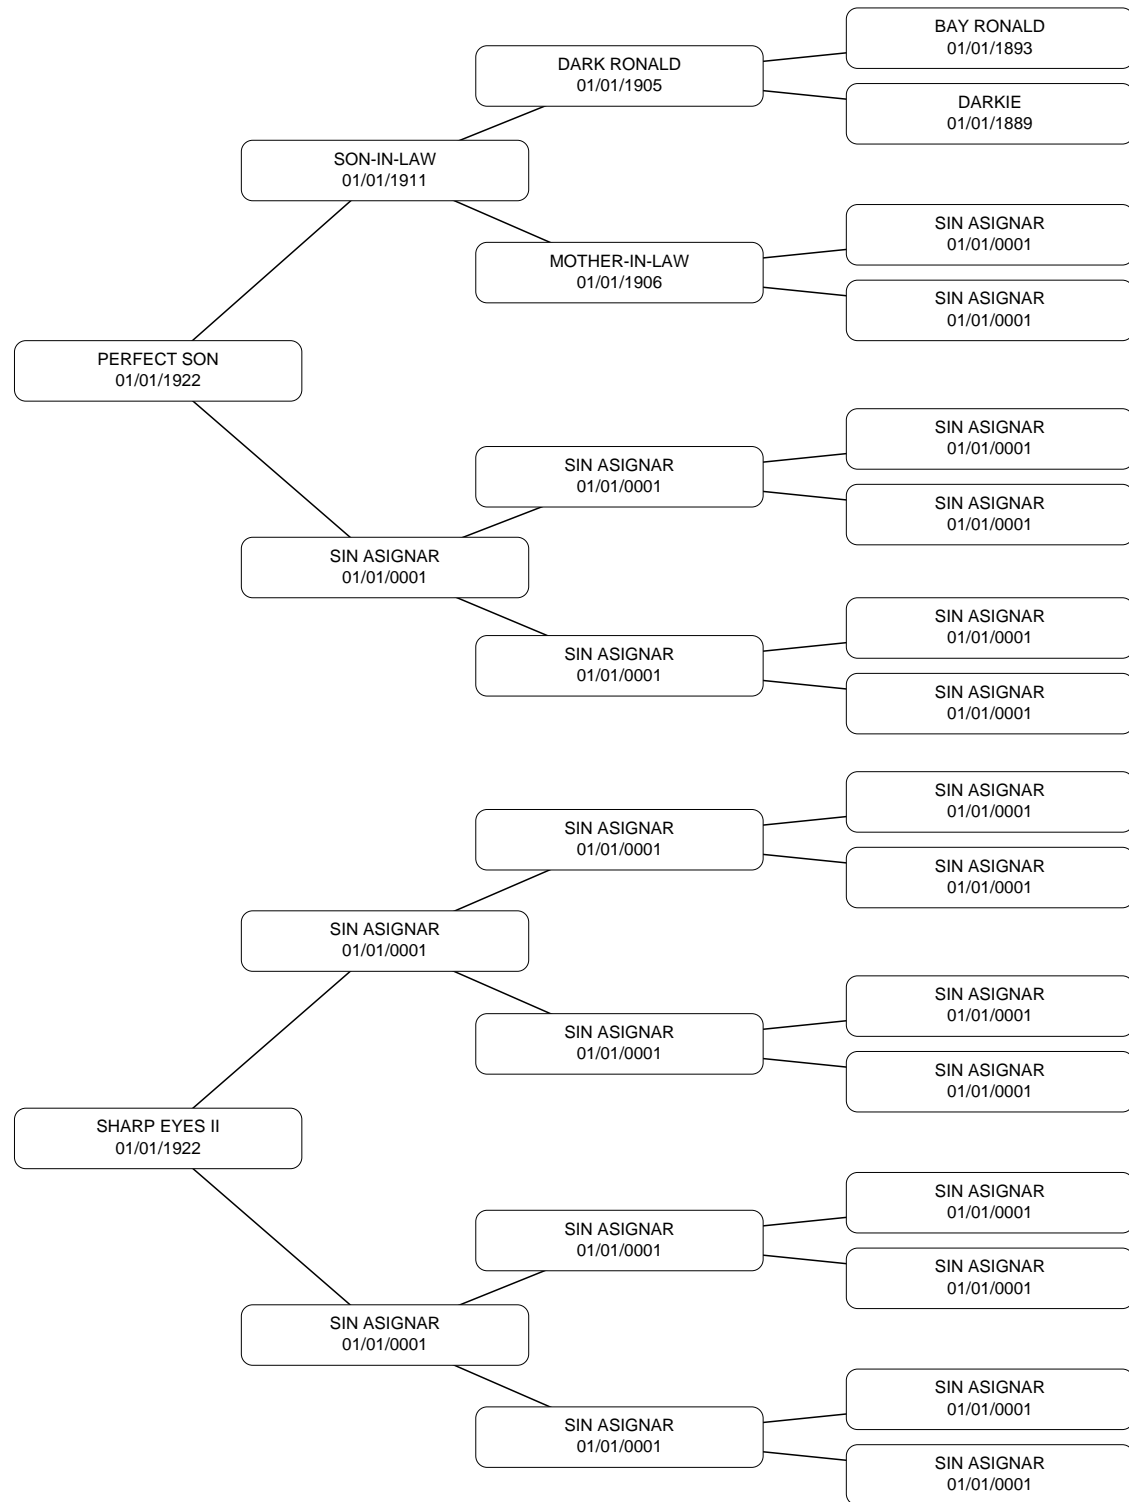 BAY RONALD
01/01/1893
DARK RONALD
01/01/1905
DARKIE
01/01/1889
SON-IN-LAW
01/01/1911
SIN ASIGNAR
01/01/0001
MOTHER-IN-LAW
01/01/1906
SIN ASIGNAR
01/01/0001
PERFECT SON
01/01/1922
SIN ASIGNAR
01/01/0001
SIN ASIGNAR
01/01/0001
SIN ASIGNAR
01/01/0001
SIN ASIGNAR
01/01/0001
SIN ASIGNAR
01/01/0001
SIN ASIGNAR
01/01/0001
SIN ASIGNAR
01/01/0001
SIN ASIGNAR
01/01/0001
SIN ASIGNAR
01/01/0001
SIN ASIGNAR
01/01/0001
SIN ASIGNAR
01/01/0001
SIN ASIGNAR
01/01/0001
SIN ASIGNAR
01/01/0001
SIN ASIGNAR
01/01/0001
SHARP EYES II
01/01/1922
SIN ASIGNAR
01/01/0001
SIN ASIGNAR
01/01/0001
SIN ASIGNAR
01/01/0001
SIN ASIGNAR
01/01/0001
SIN ASIGNAR
01/01/0001
SIN ASIGNAR
01/01/0001
SIN ASIGNAR
01/01/0001